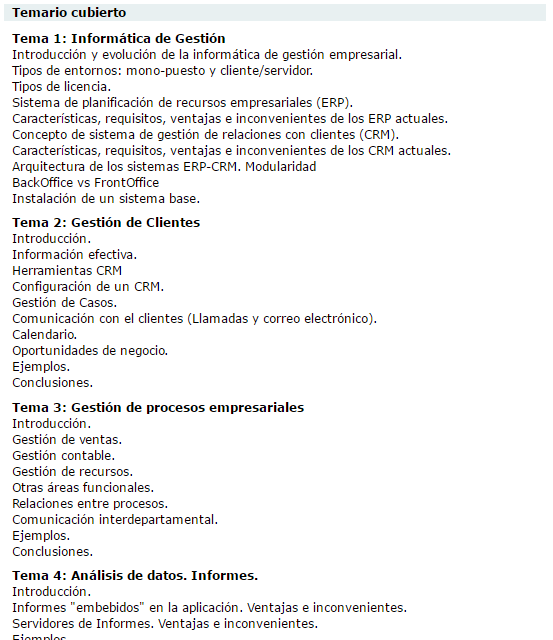 Temario cubierto
Tema 1: Informática de Gestión
Introducción y evolución de la informática de gestión empresarial.
Tipos de entornos: mono-puesto y cliente/servidor.
Tipos de licencia.
Sistema de planificación de recursos empresariales (ERP).
Características, requisitos, ventajas e inconvenientes de los ERP actuales.
Concepto de sistema de gestión de relaciones con clientes (CRM).
Características, requisitos, ventajas e inconvenientes de los CRM actuales.
Arquitectura de los sistemas ERP-CRM. Modularidad
BackOffice vs FrontOffice
Instalación de un sistema base.
Tema 2: Gestión de Clientes
Introducción.
Información efectiva.
Herramientas CRM
Configuración de un CRM.
Gestión de Casos.
Comunicación con el clientes (Llamadas y correo electrónico).
Calendario.
Oportunidades de negocio.
Ejemplos.
Conclusiones.
Tema 3: Gestión de procesos empresariales
Introducción.
Gestión de ventas.
Gestión contable.
Gestión de recursos.
Otras áreas funcionales.
Relaciones entre procesos.
Comunicación interdepartamental.
Ejemplos.
Conclusiones.
Tema 4: Análisis de datos. Informes.
Introducción.
Informes "embebidos" en la aplicación. Ventajas e inconvenientes.
Servidores de Informes. Ventajas e inconvenientes.
Ejemplos